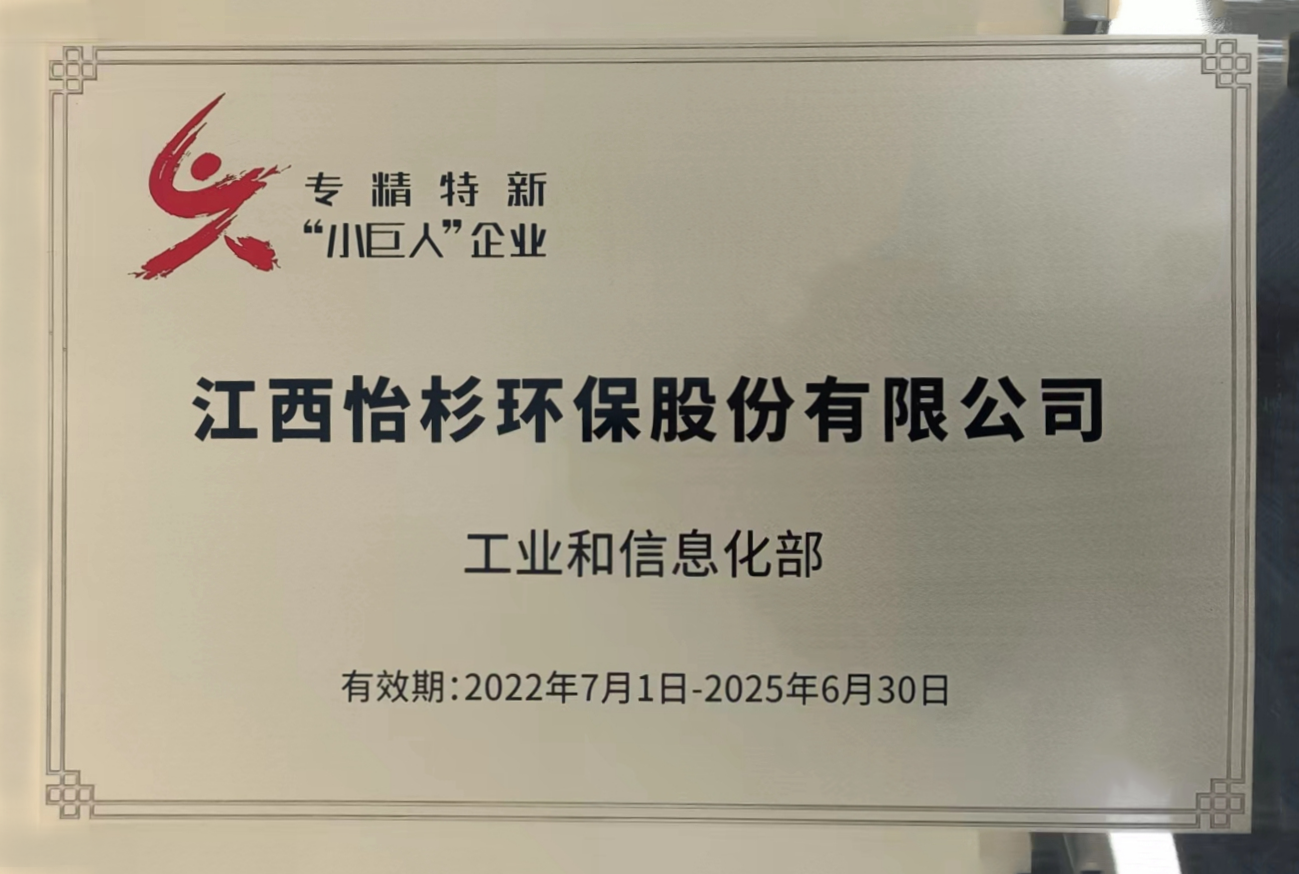 专精特新
“小巨人”企业
江西怡杉环保股份有限公司
工业和信息化部
有效期：2022年7月1日-2025年6月30日